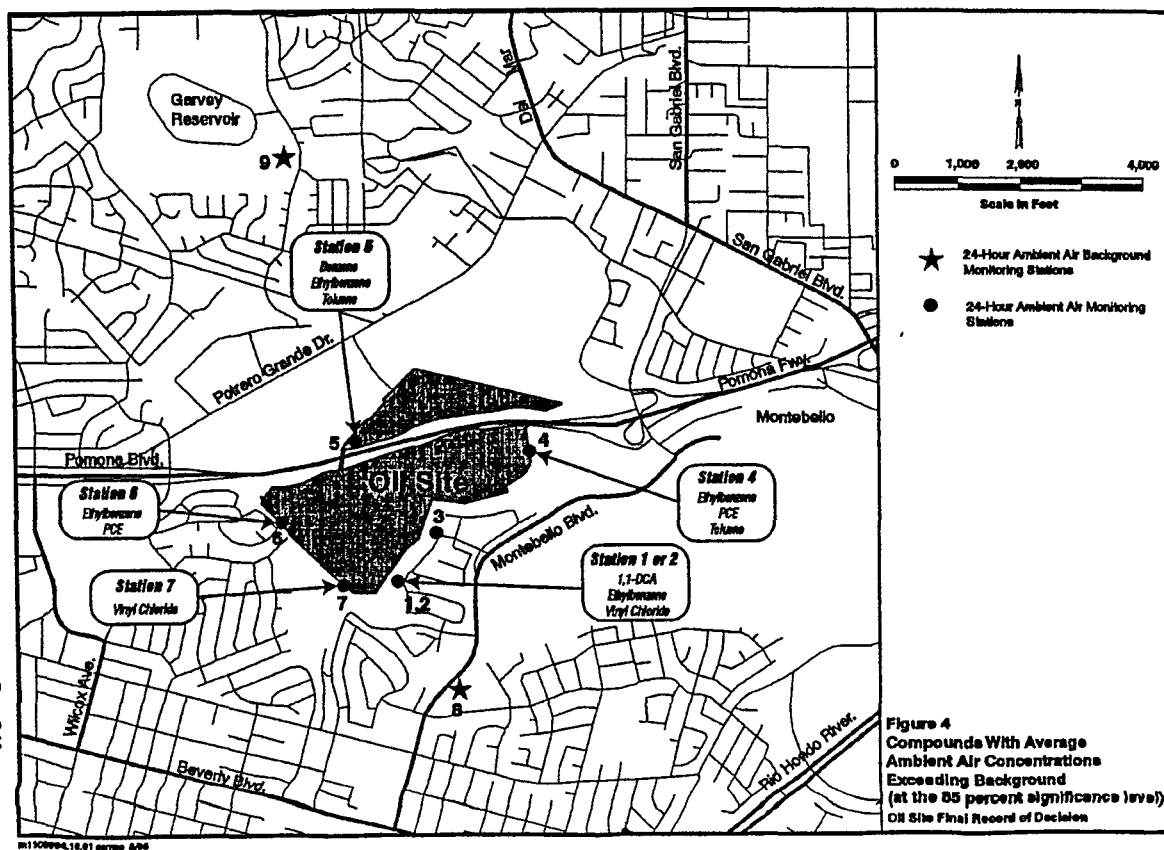 Garvey
Reservoir
9
Del Mar
San Gabriel Blvd.
San Gabriel Blvd.
0 1,000 2,000 4,000
Scale in Feet
24-Hour Ambient Air Background
Monitoring Stations
24-Hour Ambient Air Monitoring
Stations
Station 5
Benzene
Ethylbenzene
Toluene
Potrero Grande Dr.
Pomona Fwy.
Montebello
5
4
Pomona Blvd.
OII Site
Station 6
Ethylbenzene
PCE
6
3
Station 4
Ethylbenzene
PCE
Toluene
Montebello Blvd.
Station 7
Vinyl Chloride
7
1,2
Station 1 or 2
1,1-DCA
Ethylbenzene
Vinyl Chloride
8
Wilcox Ave.
Beverly Blvd.
Rio Hondo River.
Figure 4
Compounds With Average
Ambient Air Concentrations
Exceeding Background
(at the 85 percent significance level)
OII Site Final Record of Decision